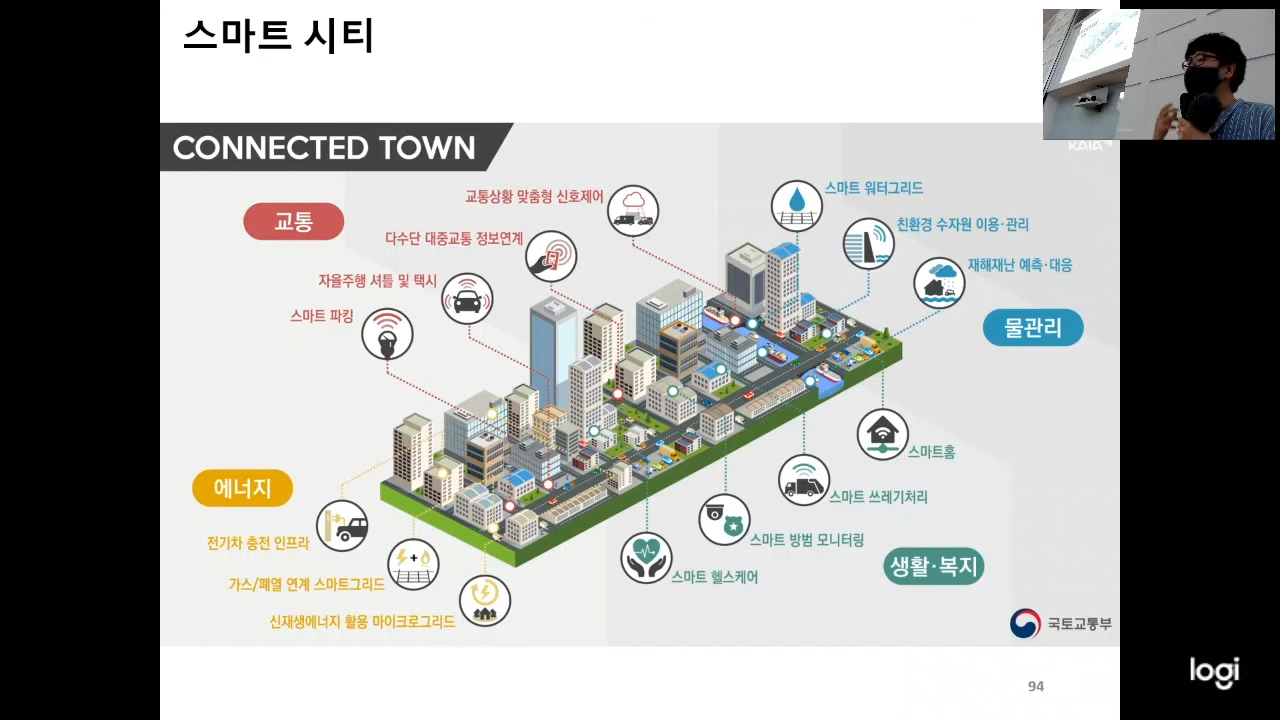 스마트 시티
CONNECTED TOWN
KAIA
교통
교통상황 맞춤형 신호제어
다수단 대중교통 정보연계
자율주행 셔틀 및 택시
스마트 파킹
스마트 워터그리드
친환경 수자원 이용·관리
재해재난 예측·대응
물관리
에너지
전기차 충전 인프라
가스/폐열 연계 스마트그리드
신재생에너지 활용 마이크로그리드
스마트홈
스마트 쓰레기처리
스마트 방범 모니터링
스마트 헬스케어
생활·복지
국토교통부
94
logi